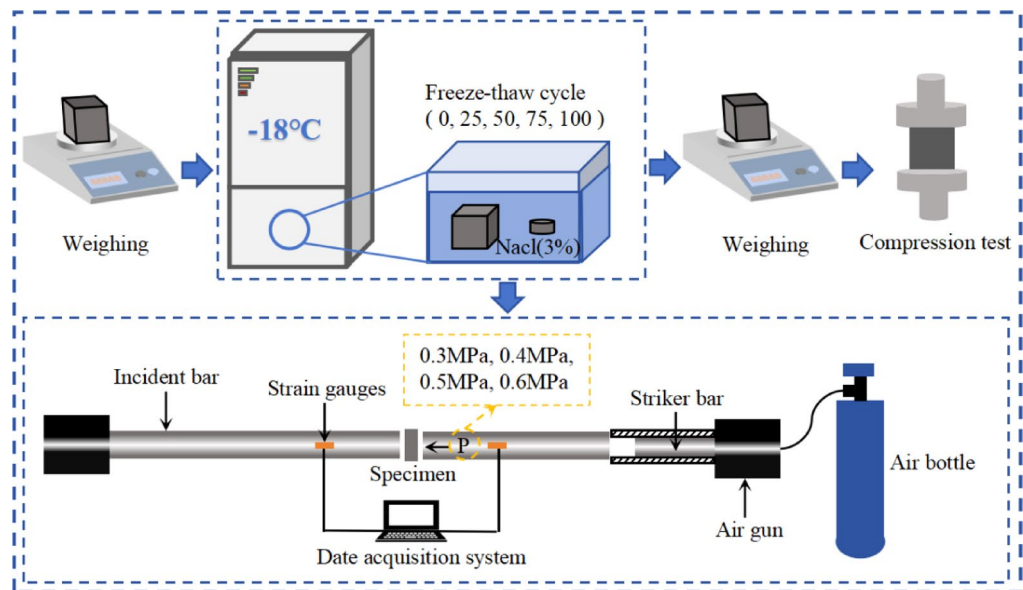 -18℃
Freeze-thaw cycle
( 0, 25, 50, 75, 100 )
Nacl(3%)
Weighing
Weighing
Compression test
0.3MPa, 0.4MPa,
0.5MPa, 0.6MPa
Incident bar
Strain gauges
Striker bar
P
Specimen
Air bottle
Air gun
Date acquisition system